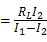 = R_L I_2 / (I_1 - I_2)